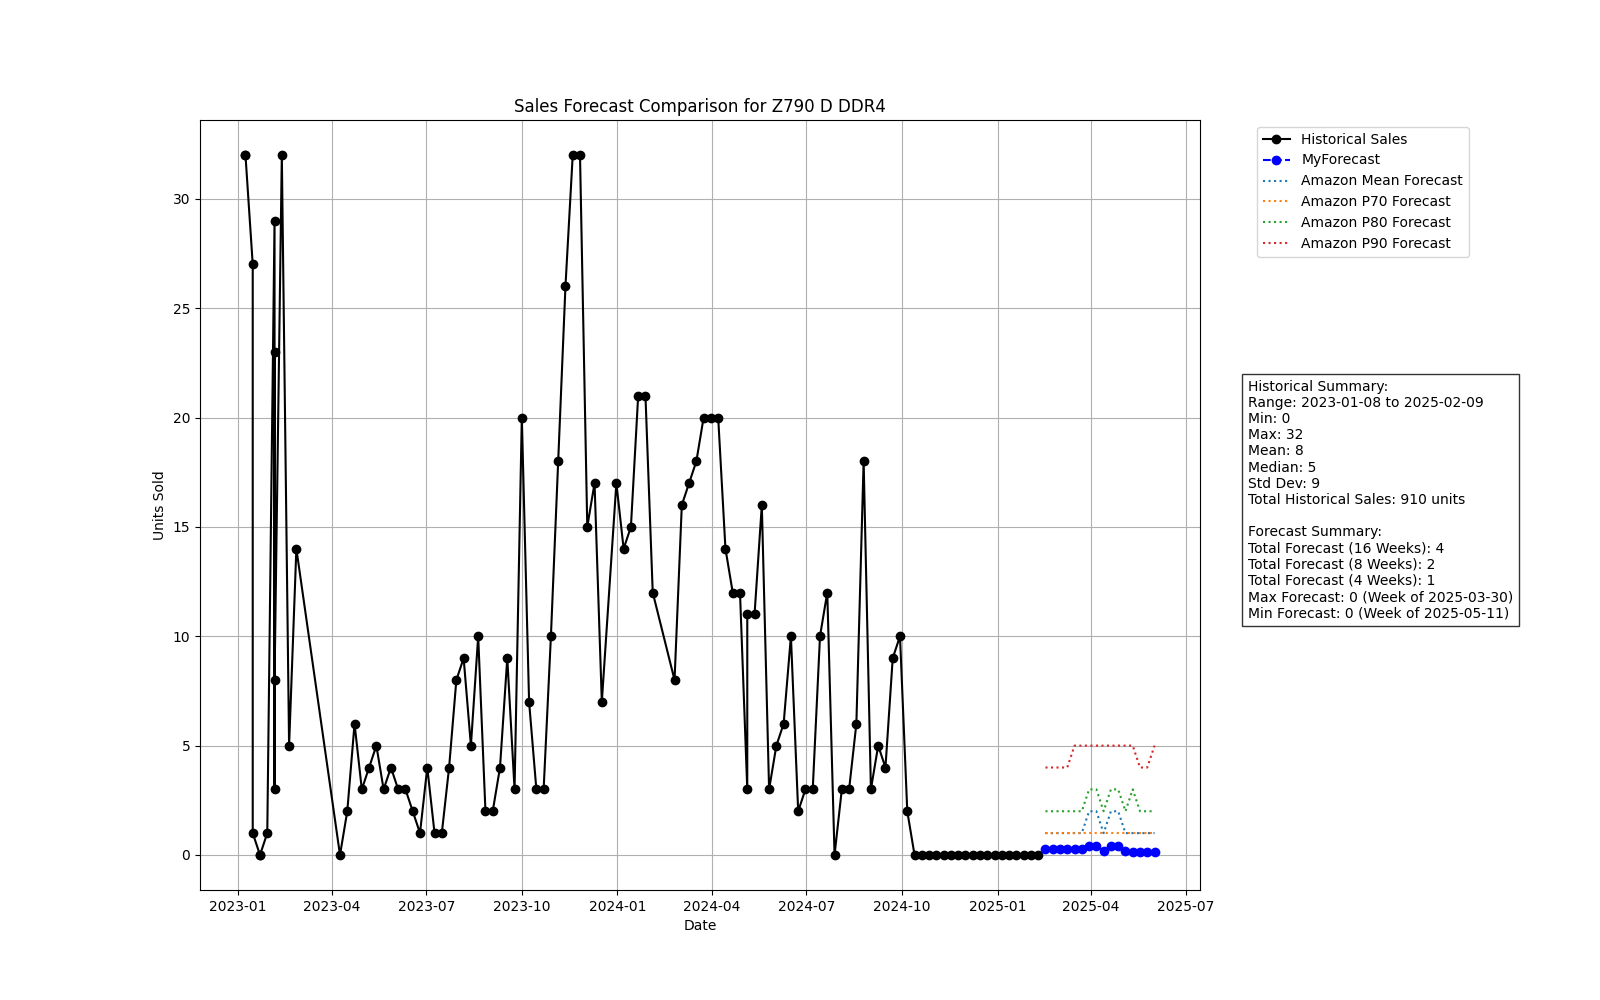 Sales Forecast Comparison for Z790 D DDR4
Historical Sales
MyForecast
Amazon Mean Forecast
Amazon P70 Forecast
Amazon P80 Forecast
Amazon P90 Forecast
Units Sold
30
25
20
15
10
5
0
Historical Summary:
Range: 2023-01-08 to 2025-02-09
Min: 0
Max: 32
Mean: 8
Median: 5
Std Dev: 9
Total Historical Sales: 910 units
Forecast Summary:
Total Forecast (16 Weeks): 4
Total Forecast (8 Weeks): 2
Total Forecast (4 Weeks): 1
Max Forecast: 0 (Week of 2025-03-30)
Min Forecast: 0 (Week of 2025-05-11)
2023-01 2023-04 2023-07 2023-10 2024-01 2024-04 2024-07 2024-10 2025-01 2025-04 2025-07
Date